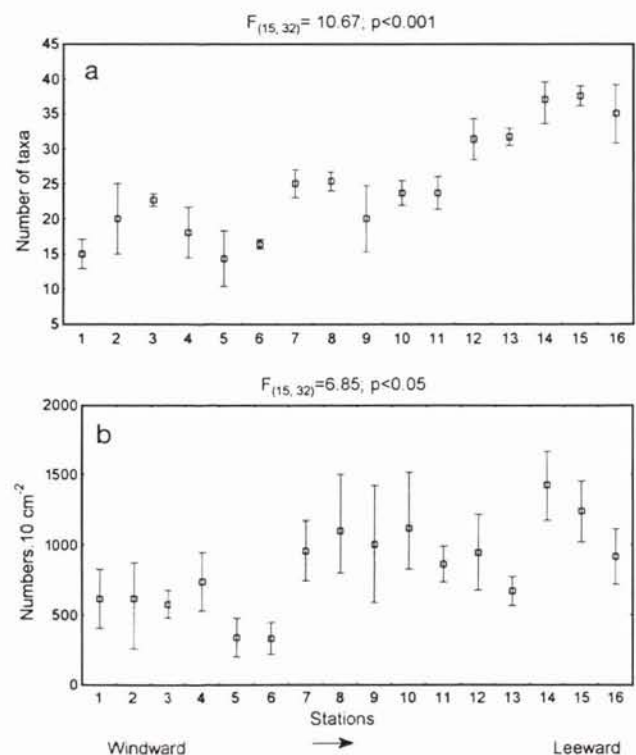 F(15, 32)= 10.67; p<0.001
a
Number of taxa
45
40
35
30
25
20
15
10
5
1 2 3 4 5 6 7 8 9 10 11 12 13 14 15 16
F(15, 32)=6.85; p<0.05
b
Numbers.10 cm-2
2000
1500
1000
500
0
1 2 3 4 5 6 7 8 9 10 11 12 13 14 15 16
Stations
Windward → Leeward